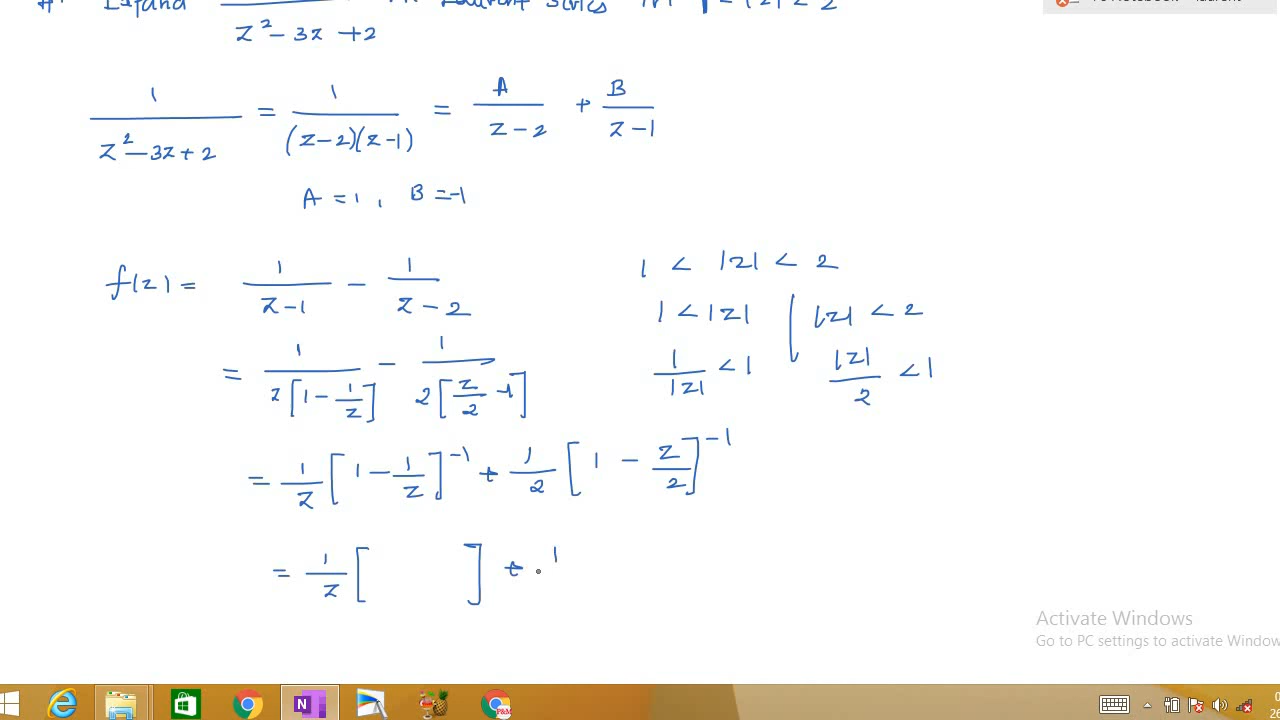 Expand Laurent Series 1 < |z| < 2
z² - 3z + 2
1/(z² - 3z + 2) = 1/((z-2)(z-1)) = A/(z-2) + B/(z-1)
A = 1, B = -1
f(z) = 1/(z-1) - 1/(z-2)
1 < |z| < 2
1 < |z| | |z| < 2
= 1/(z[1 - 1/z]) - 1/(2[z/2 - 1])
1/|z| < 1 |z|/2 < 1
= 1/z [1 - 1/z]^-1 + 1/2 [1 - z/2]^-1
= 1/z [ ] + 1
Activate Windows
Go to PC settings to activate Window